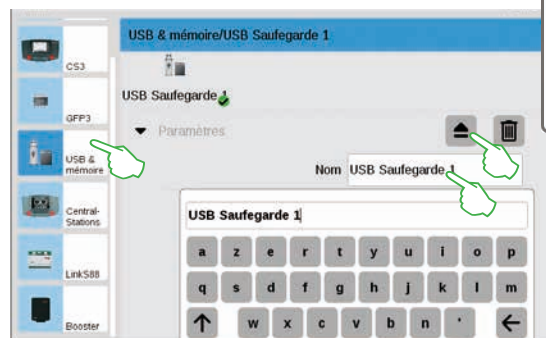 USB & mémoire/USB Saufegarde 1
CS3
GFP3
USB &
mémoire
Central-
Stations
LinkS88
Booster
USB Saufegarde 1
Paramètres
Nom USB Saufegarde 1
USB Saufegarde 1
a z e r t y u i o p
q s d f g h j k l m
w x c v b n '